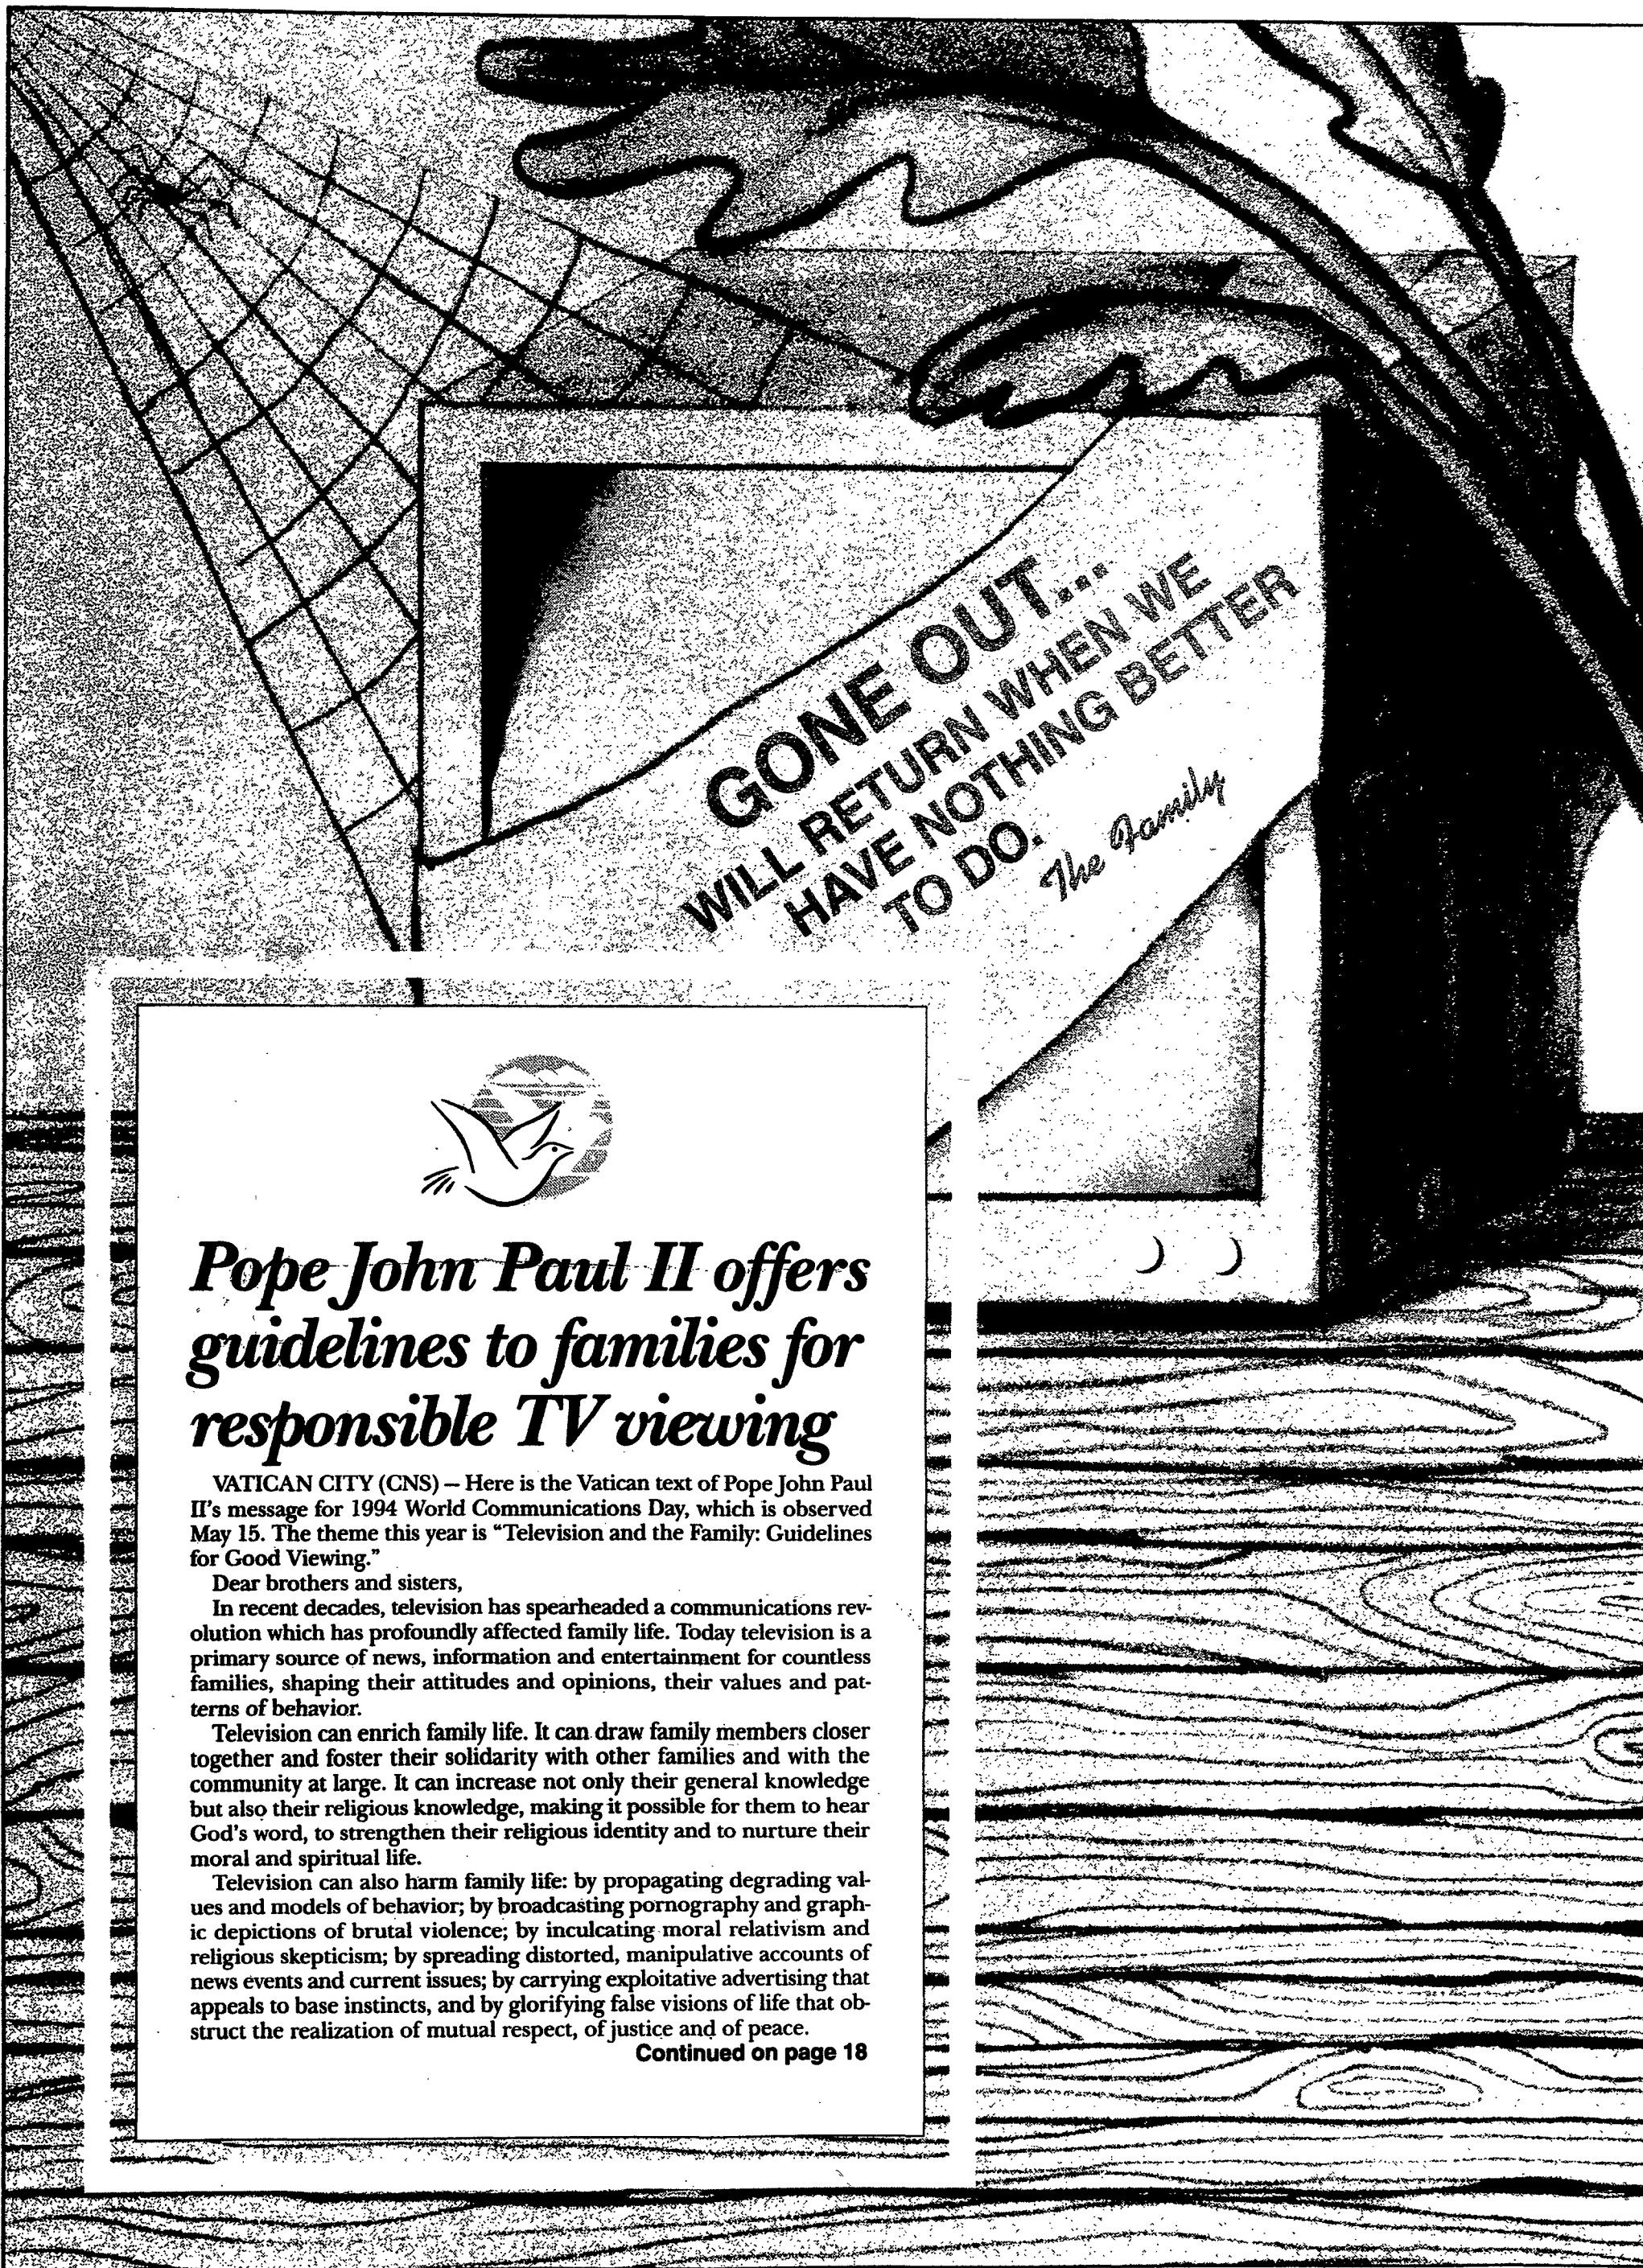 GONE OUT...
WILL RETURN WHEN WE
HAVE NOTHING BETTER
TO DO.
The Family
Pope John Paul II offers
guidelines to families for
responsible TV viewing
VATICAN CITY (CNS) — Here is the Vatican text of Pope John Paul
II's message for 1994 World Communications Day, which is observed
May 15. The theme this year is "Television and the Family: Guidelines
for Good Viewing."
Dear brothers and sisters,
In recent decades, television has spearheaded a communications rev-
olution which has profoundly affected family life. Today television is a
primary source of news, information and entertainment for countless
families, shaping their attitudes and opinions, their values and pat-
terns of behavior.
Television can enrich family life. It can draw family members closer
together and foster their solidarity with other families and with the
community at large. It can increase not only their general knowledge
but also their religious knowledge, making it possible for them to hear
God's word, to strengthen their religious identity and to nurture their
moral and spiritual life.
Television can also harm family life: by propagating degrading val-
ues and models of behavior; by broadcasting pornography and graph-
ic depictions of brutal violence; by inculcating moral relativism and
religious skepticism; by spreading distorted, manipulative accounts of
news events and current issues; by carrying exploitative advertising that
appeals to base instincts, and by glorifying false visions of life that ob-
struct the realization of mutual respect, of justice and of peace.
Continued on page 18